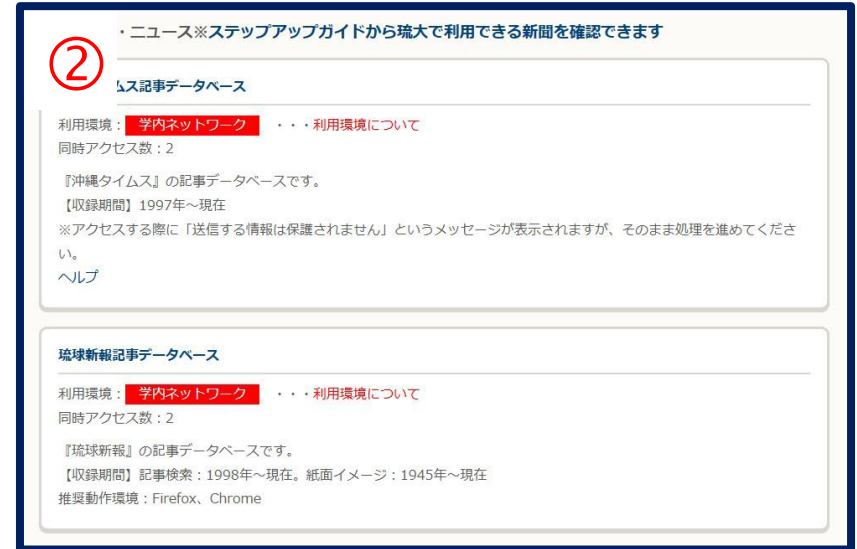 ・ニュース※ステップアップガイドから琉大で利用できる新聞を確認できます
②
ムス記事データベース
利用環境： 学内ネットワーク ・・・利用環境について
同時アクセス数：2
『沖縄タイムス』の記事データベースです。
【収録期間】1997年～現在
※アクセスする際に「送信する情報は保護されません」というメッセージが表示されますが、そのまま処理を進めてくださ
い。
ヘルプ
琉球新報記事データベース
利用環境： 学内ネットワーク ・・・利用環境について
同時アクセス数：2
『琉球新報』の記事データベースです。
【収録期間】記事検索：1998年～現在。紙面イメージ：1945年～現在
推奨動作環境：Firefox、Chrome